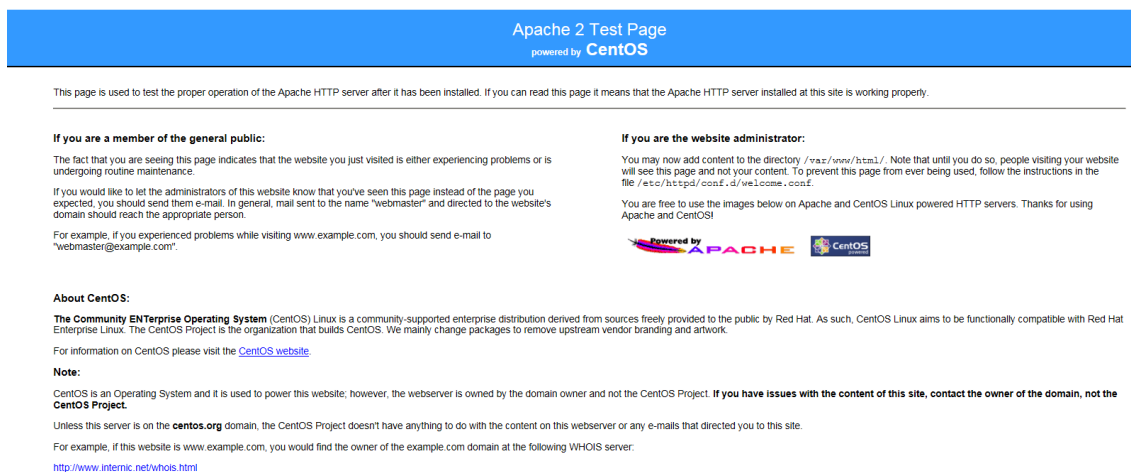 Apache 2 Test Page
powered by CentOS
This page is used to test the proper operation of the Apache HTTP server after it has been installed. If you can read this page it means that the Apache HTTP server installed at this site is working properly.
If you are a member of the general public:
The fact that you are seeing this page indicates that the website you just visited is either experiencing problems or is
undergoing routine maintenance.
If you would like to let the administrators of this website know that you've seen this page instead of the page you
expected, you should send them e-mail. In general, mail sent to the name "webmaster" and directed to the website's
domain should reach the appropriate person.
For example, if you experienced problems while visiting www.example.com, you should send e-mail to
"webmaster@example.com".
If you are the website administrator:
You may now add content to the directory /var/www/html/. Note that until you do so, people visiting your website
will see this page and not your content. To prevent this page from ever being used, follow the instructions in the
file /etc/httpd/conf.d/welcome.conf.
You are free to use the images below on Apache and CentOS Linux powered HTTP servers. Thanks for using
Apache and CentOS!
Powered by
APACHE
CentOS
powered
About CentOS:
The Community ENTerprise Operating System (CentOS) Linux is a community-supported enterprise distribution derived from sources freely provided to the public by Red Hat. As such, CentOS Linux aims to be functionally compatible with Red Hat
Enterprise Linux. The CentOS Project is the organization that builds CentOS. We mainly change packages to remove upstream vendor branding and artwork.
For information on CentOS please visit the CentOS website.
Note:
CentOS is an Operating System and it is used to power this website; however, the webserver is owned by the domain owner and not the CentOS Project. If you have issues with the content of this site, contact the owner of the domain, not the
CentOS Project.
Unless this server is on the centos.org domain, the CentOS Project doesn't have anything to do with the content on this webserver or any e-mails that directed you to this site.
For example, if this website is www.example.com, you would find the owner of the example.com domain at the following WHOIS server:
http://www.internic.net/whois.html